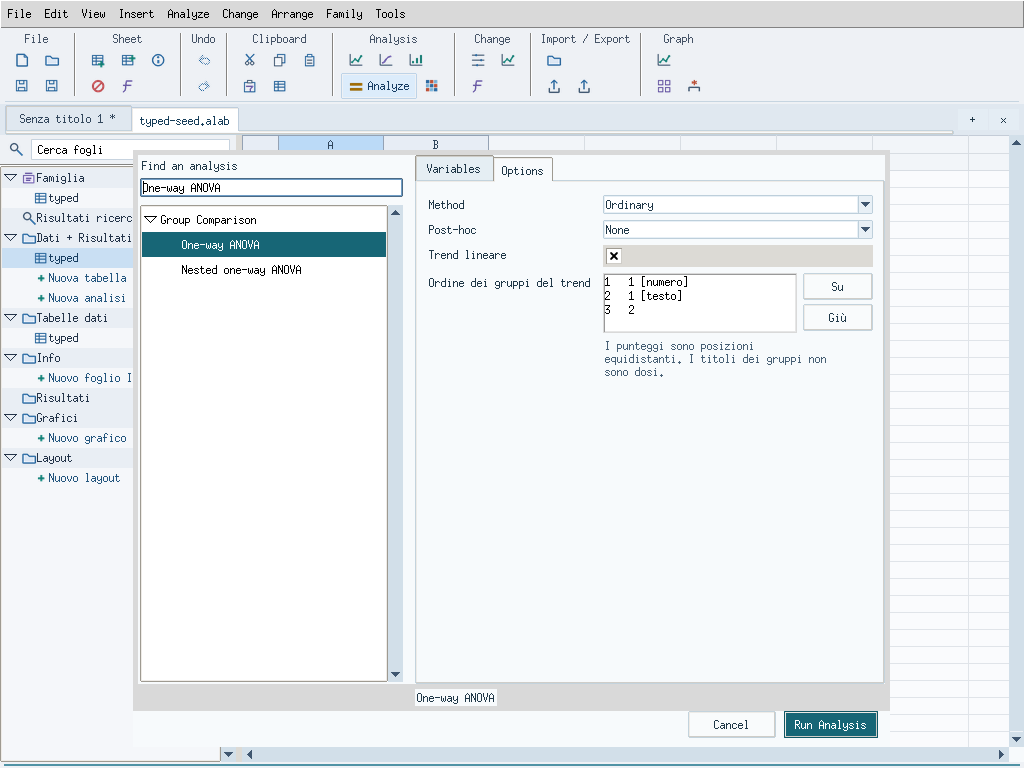 File Edit View Insert Analyze Change Arrange Family Tools
File Sheet Undo Clipboard Analysis Change Import / Export Graph
Analyze
Senza titolo 1 * typed-seed.alab + ×
Cerca fogli
A B
Famiglia
typed
Risultati ricerc
Dati + Risultati
typed
Nuova tabella
Nuova analisi
Tabelle dati
typed
Info
Nuovo foglio I
Risultati
Grafici
Nuovo grafico
Layout
Nuovo layout
Find an analysis
One-way ANOVA
Group Comparison
One-way ANOVA
Nested one-way ANOVA
Variables Options
Method Ordinary
Post-hoc None
Trend lineare
Ordine dei gruppi del trend
1 1 [numero]
2 1 [testo]
3 2
Su
Giù
I punteggi sono posizioni
equidistanti. I titoli dei gruppi non
sono dosi.
One-way ANOVA
Cancel Run Analysis